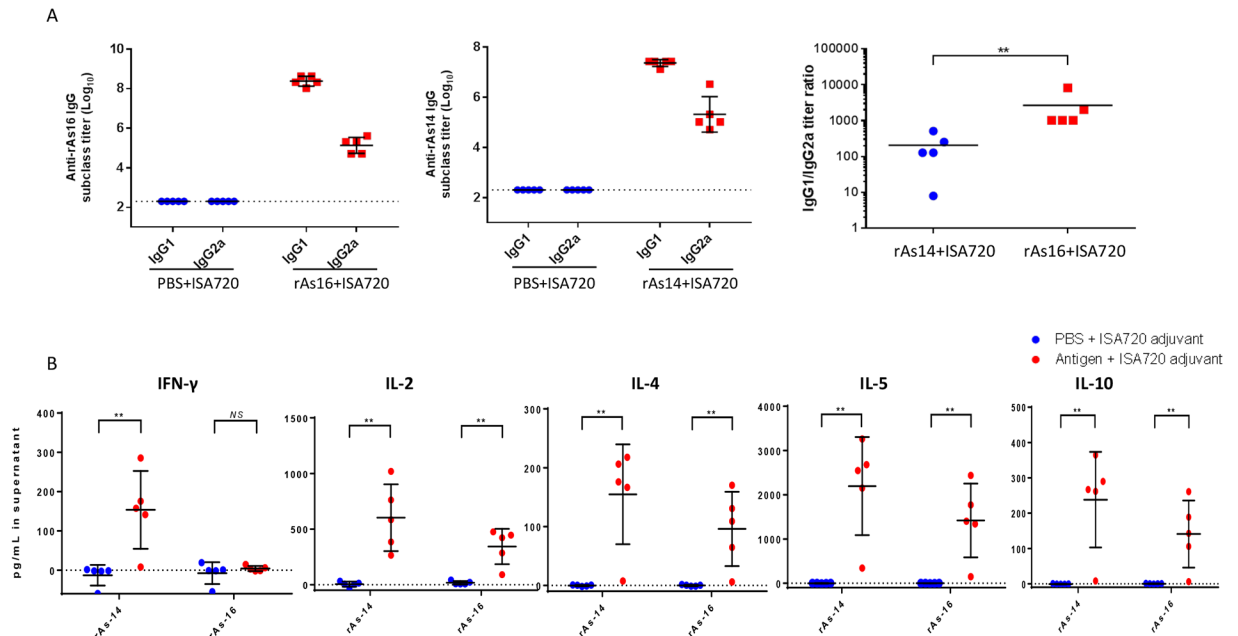 A
Anti-rAs16 IgG
subclass titer (Log10)
10
8
6
4
2
IgG1
IgG2a
IgG1
IgG2a
PBS+ISA720
rAs16+ISA720
Anti-rAs14 IgG
subclass titer (Log10)
8
6
4
2
IgG1
IgG2a
IgG1
IgG2a
PBS+ISA720
rAs14+ISA720
IgG1/IgG2a titer ratio
100000
10000
1000
100
10
1
**
rAs14+ISA720
rAs16+ISA720
PBS + ISA720 adjuvant
Antigen + ISA720 adjuvant
B
pg/mL in supernatant
IFN-γ
400
300
200
100
0
-100
**
NS
rAs-14
rAs-16
IL-2
1500
1000
500
0
**
**
rAs-14
rAs-16
IL-4
300
200
100
0
**
**
rAs-14
rAs-16
IL-5
4000
3000
2000
1000
0
**
**
rAs-14
rAs-16
IL-10
500
400
300
200
100
0
**
**
rAs-14
rAs-16